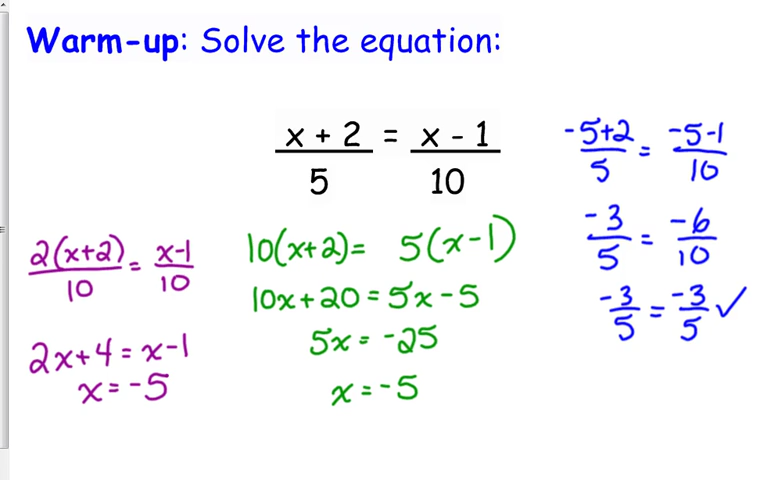 Warm-up: Solve the equation:
x + 2 / 5 = x - 1 / 10
2(x+2) / 10 = x-1 / 10
2x+4 = x-1
x = -5
10(x+2) = 5(x-1)
10x+20 = 5x-5
5x = -25
x = -5
-5+2 / 5 = -5-1 / 10
-3 / 5 = -6 / 10
-3 / 5 = -3 / 5 ✓